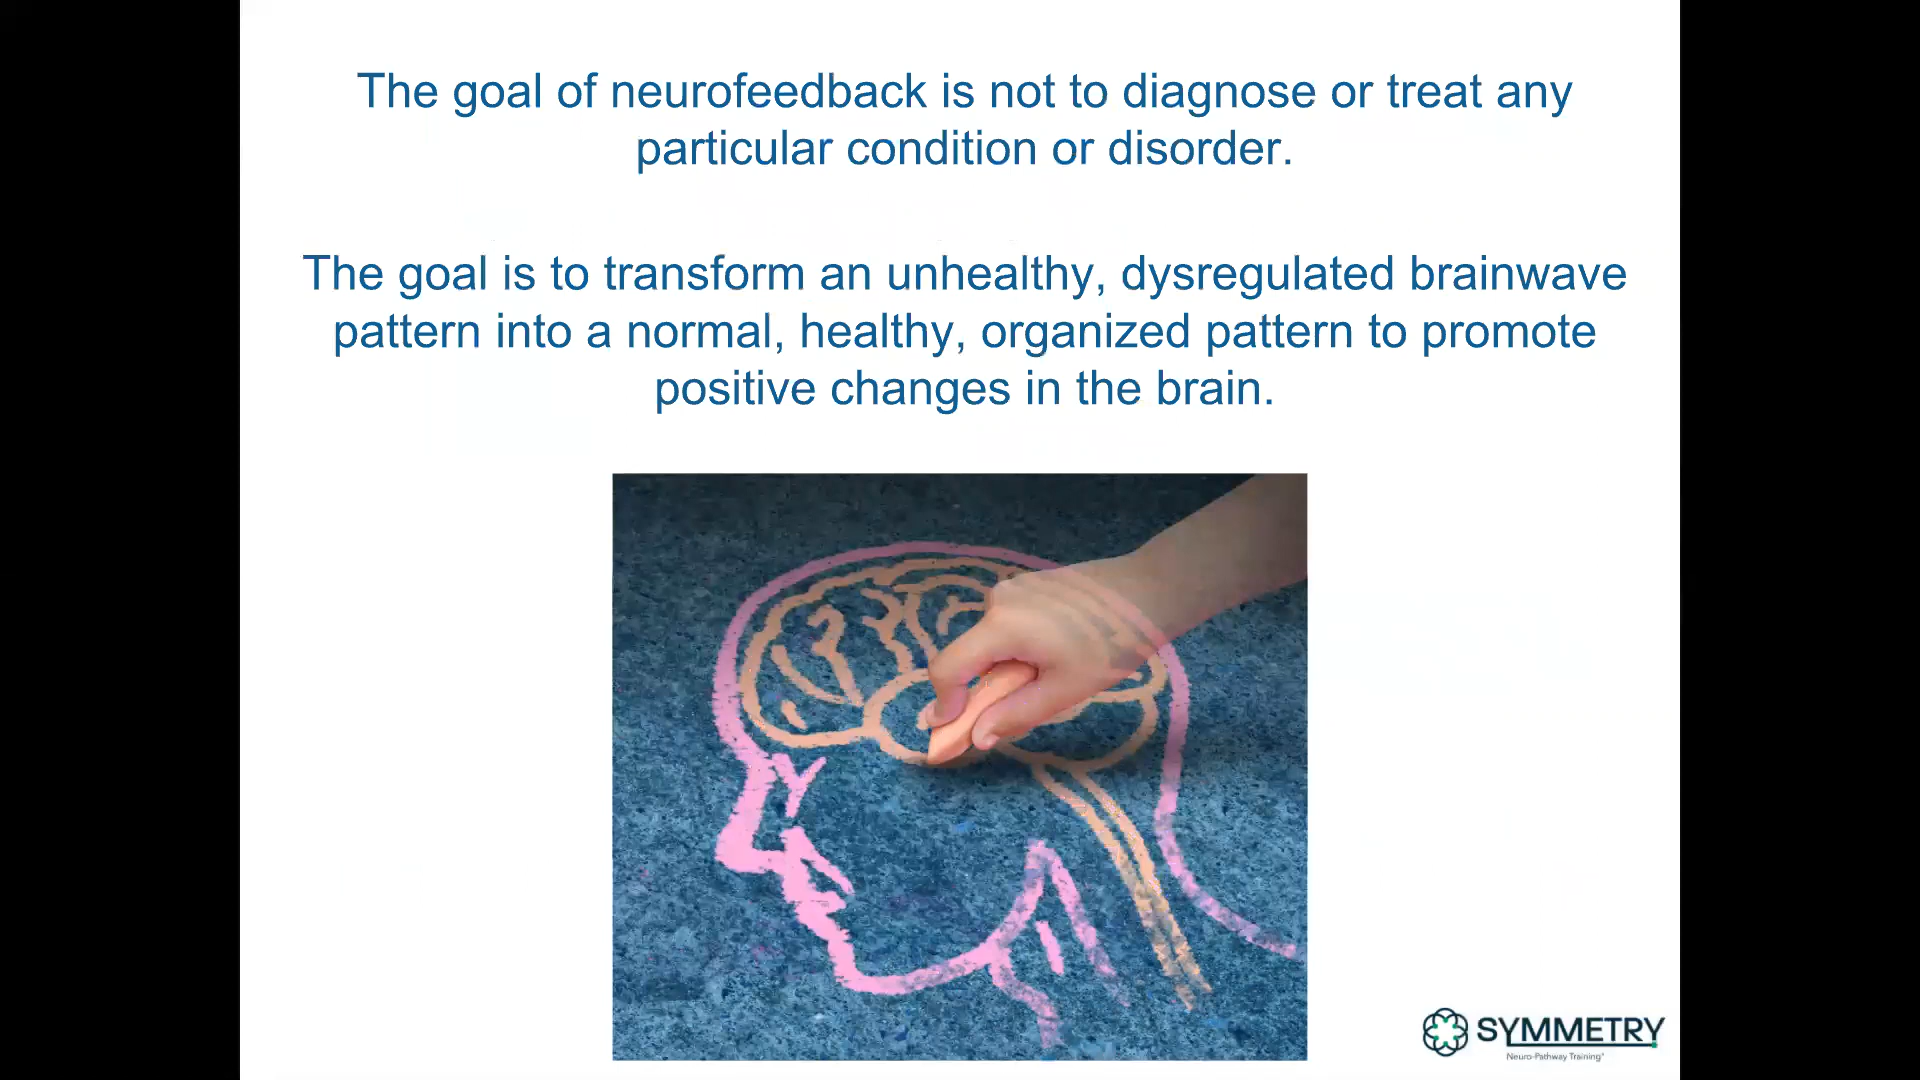 The goal of neurofeedback is not to diagnose or treat any
particular condition or disorder.
The goal is to transform an unhealthy, dysregulated brainwave
pattern into a normal, healthy, organized pattern to promote
positive changes in the brain.
SYMMETRY
Neuro-Pathway Training®